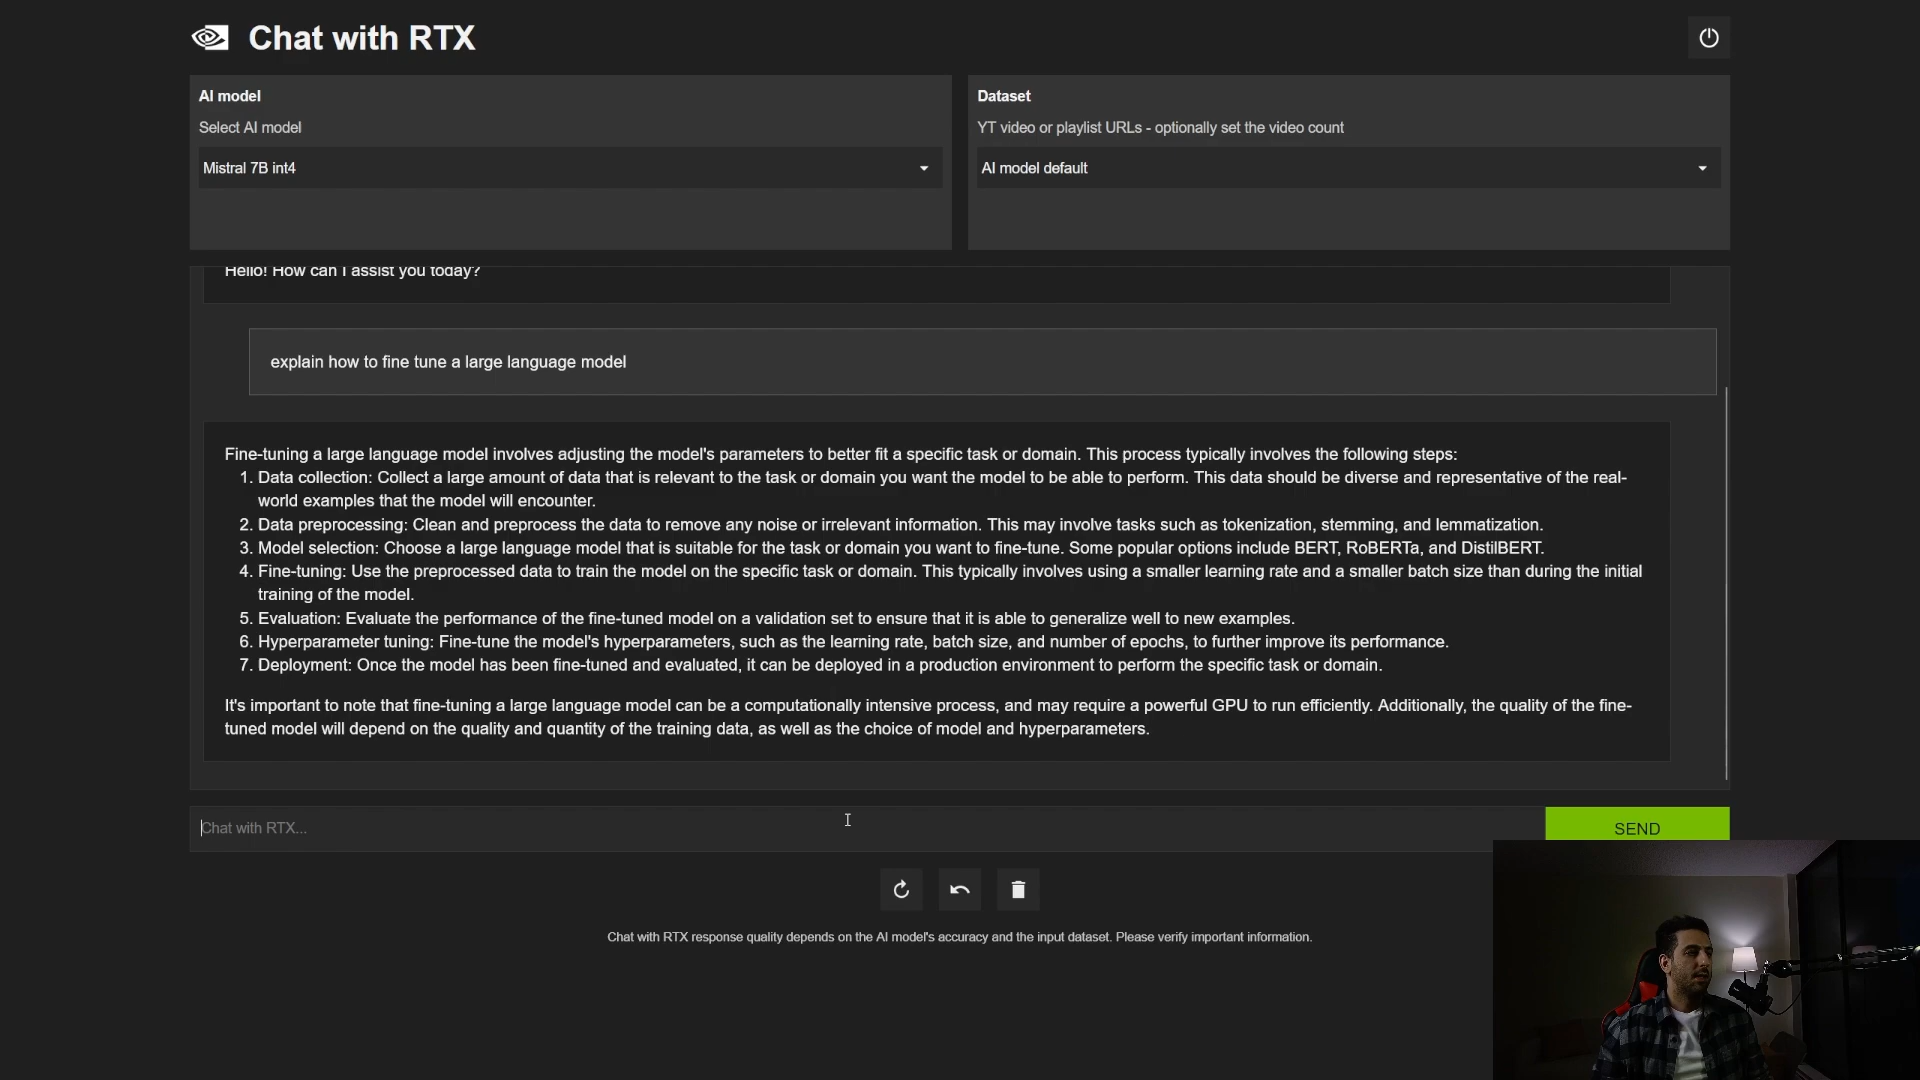 Chat with RTX
AI model
Select AI model
Mistral 7B int4
Dataset
YT video or playlist URLs - optionally set the video count
AI model default
Hello! How can I assist you today?
explain how to fine tune a large language model
Fine-tuning a large language model involves adjusting the model's parameters to better fit a specific task or domain. This process typically involves the following steps:
1. Data collection: Collect a large amount of data that is relevant to the task or domain you want the model to be able to perform. This data should be diverse and representative of the real-
world examples that the model will encounter.
2. Data preprocessing: Clean and preprocess the data to remove any noise or irrelevant information. This may involve tasks such as tokenization, stemming, and lemmatization.
3. Model selection: Choose a large language model that is suitable for the task or domain you want to fine-tune. Some popular options include BERT, RoBERTa, and DistilBERT.
4. Fine-tuning: Use the preprocessed data to train the model on the specific task or domain. This typically involves using a smaller learning rate and a smaller batch size than during the initial
training of the model.
5. Evaluation: Evaluate the performance of the fine-tuned model on a validation set to ensure that it is able to generalize well to new examples.
6. Hyperparameter tuning: Fine-tune the model's hyperparameters, such as the learning rate, batch size, and number of epochs, to further improve its performance.
7. Deployment: Once the model has been fine-tuned and evaluated, it can be deployed in a production environment to perform the specific task or domain.
It's important to note that fine-tuning a large language model can be a computationally intensive process, and may require a powerful GPU to run efficiently. Additionally, the quality of the fine-
tuned model will depend on the quality and quantity of the training data, as well as the choice of model and hyperparameters.
Chat with RTX...
SEND
Chat with RTX response quality depends on the AI model's accuracy and the input dataset. Please verify important information.